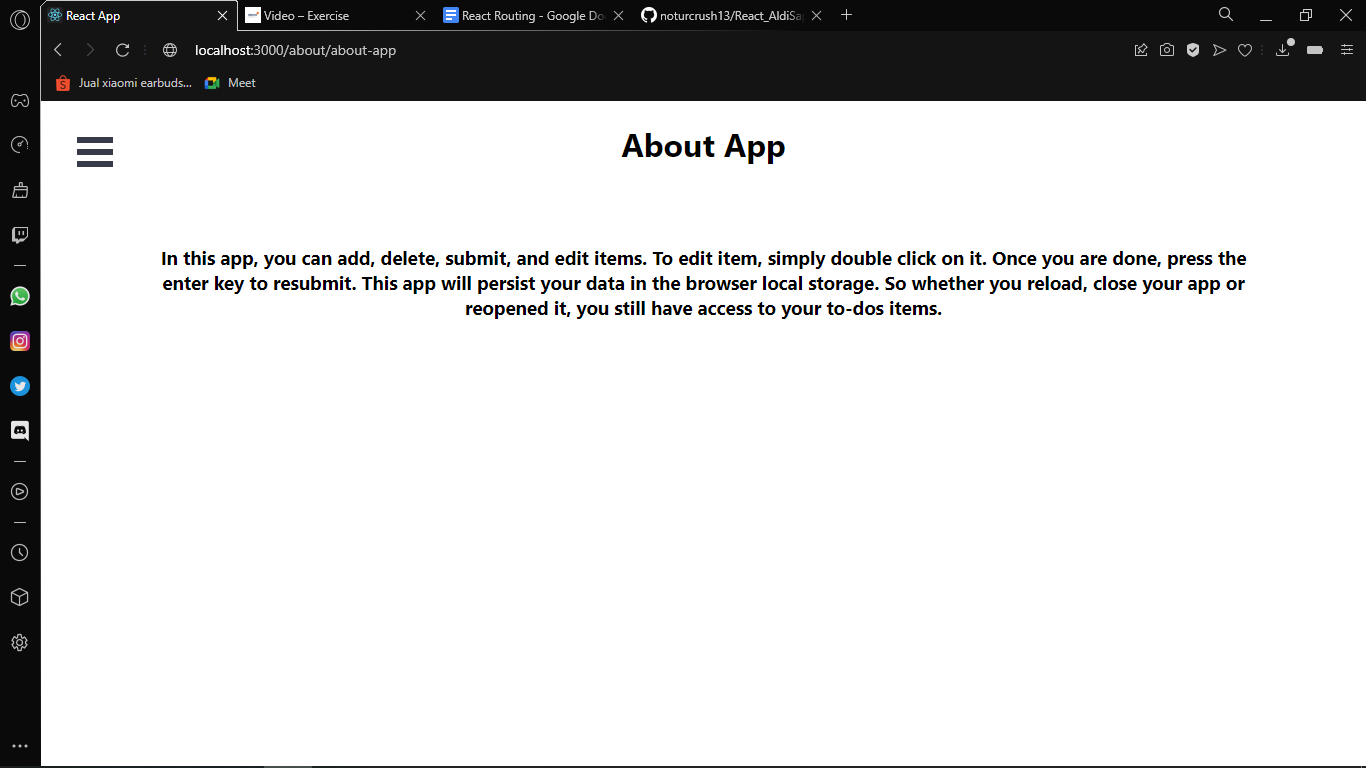 React App
Video – Exercise
React Routing - Google Do
noturcrush13/React_AldiSa
localhost:3000/about/about-app
Jual xiaomi earbuds...
Meet
About App
In this app, you can add, delete, submit, and edit items. To edit item, simply double click on it. Once you are done, press the
enter key to resubmit. This app will persist your data in the browser local storage. So whether you reload, close your app or
reopened it, you still have access to your to-dos items.